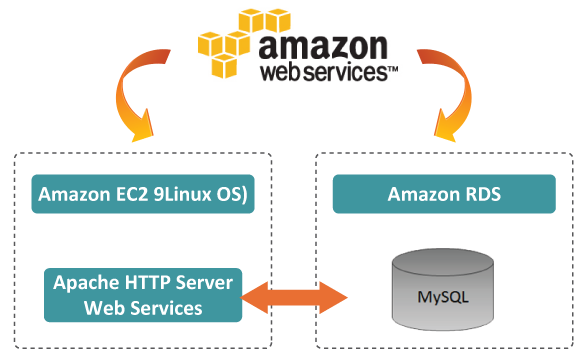 amazon
web services™
Amazon EC2 9Linux OS)
Amazon RDS
Apache HTTP Server
Web Services
MySQL